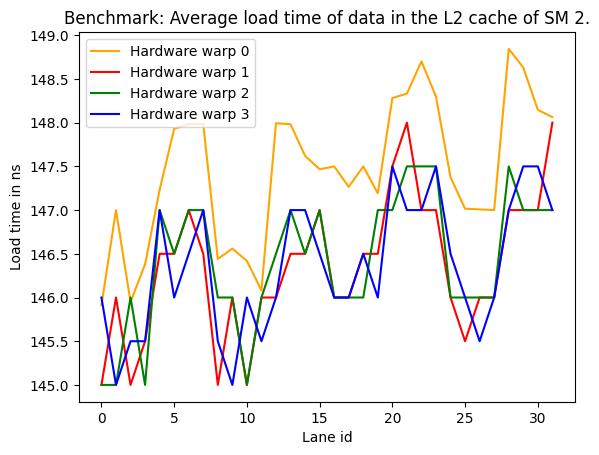 Benchmark: Average load time of data in the L2 cache of SM 2.
Hardware warp 0
Hardware warp 1
Hardware warp 2
Hardware warp 3
149.0
148.5
148.0
147.5
147.0
146.5
146.0
145.5
145.0
Load time in ns
0 5 10 15 20 25 30
Lane id